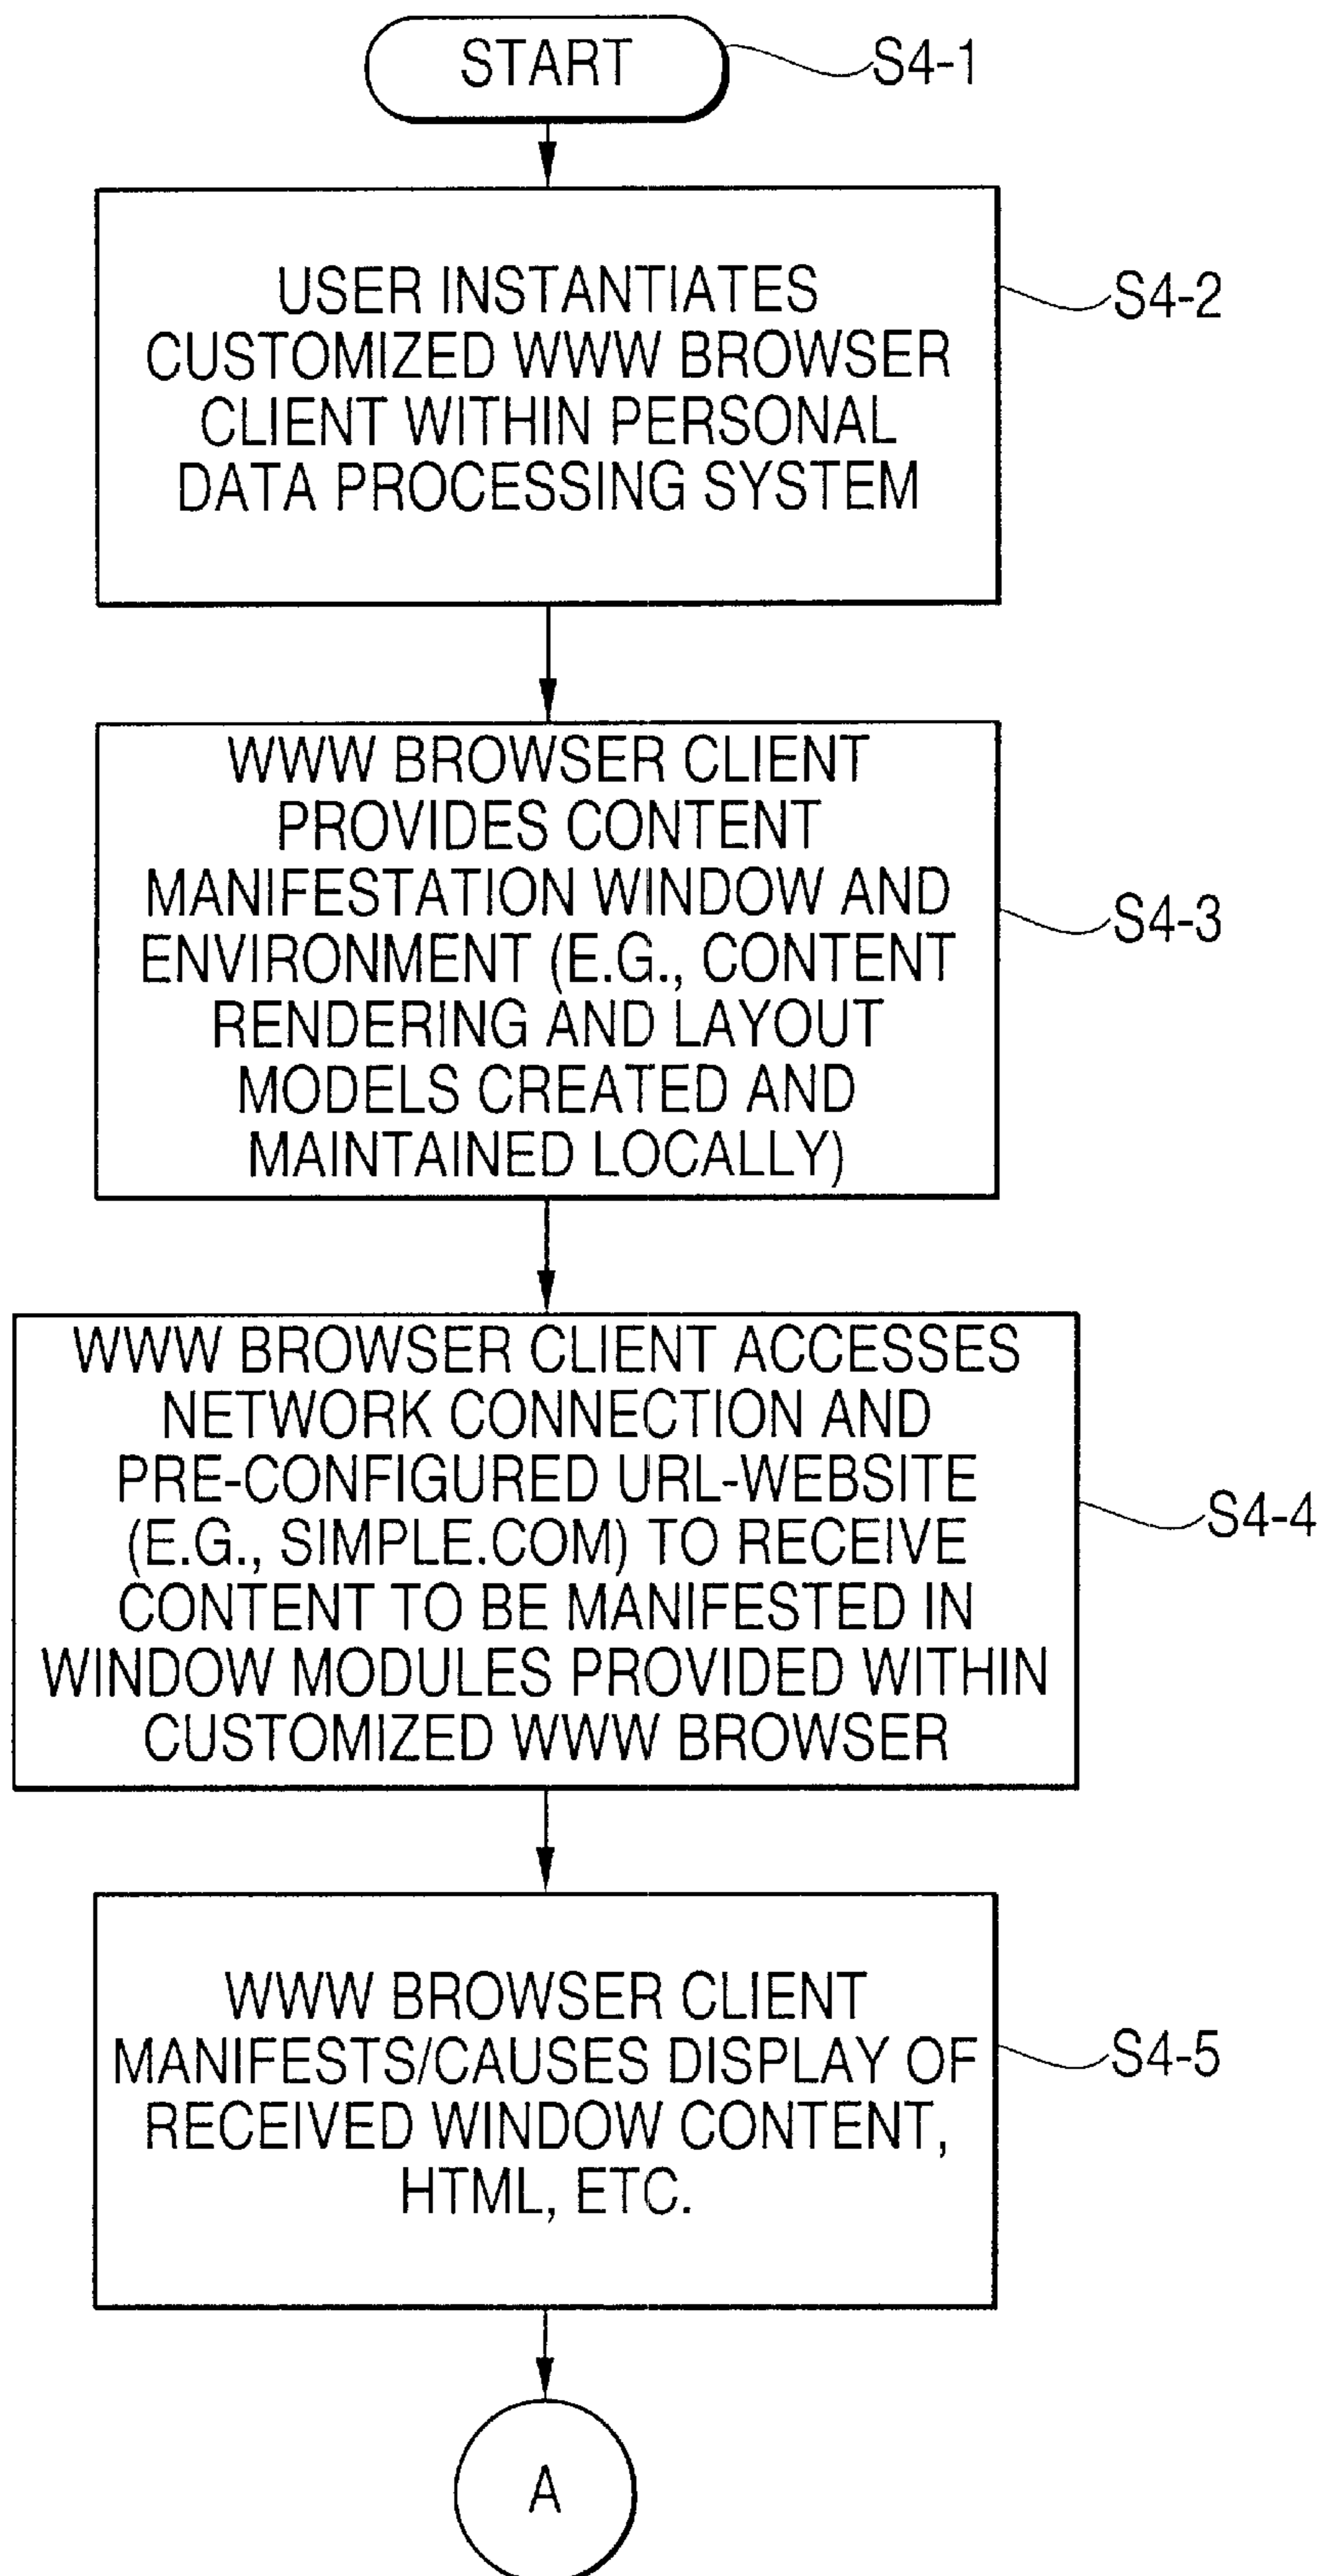 START
S4-1
USER INSTANTIATES
CUSTOMIZED WWW BROWSER
CLIENT WITHIN PERSONAL
DATA PROCESSING SYSTEM
S4-2
WWW BROWSER CLIENT
PROVIDES CONTENT
MANIFESTATION WINDOW AND
ENVIRONMENT (E.G., CONTENT
RENDERING AND LAYOUT
MODELS CREATED AND
MAINTAINED LOCALLY)
S4-3
WWW BROWSER CLIENT ACCESSES
NETWORK CONNECTION AND
PRE-CONFIGURED URL-WEBSITE
(E.G., SIMPLE.COM) TO RECEIVE
CONTENT TO BE MANIFESTED IN
WINDOW MODULES PROVIDED WITHIN
CUSTOMIZED WWW BROWSER
S4-4
WWW BROWSER CLIENT
MANIFESTS/CAUSES DISPLAY OF
RECEIVED WINDOW CONTENT,
HTML, ETC.
S4-5
A